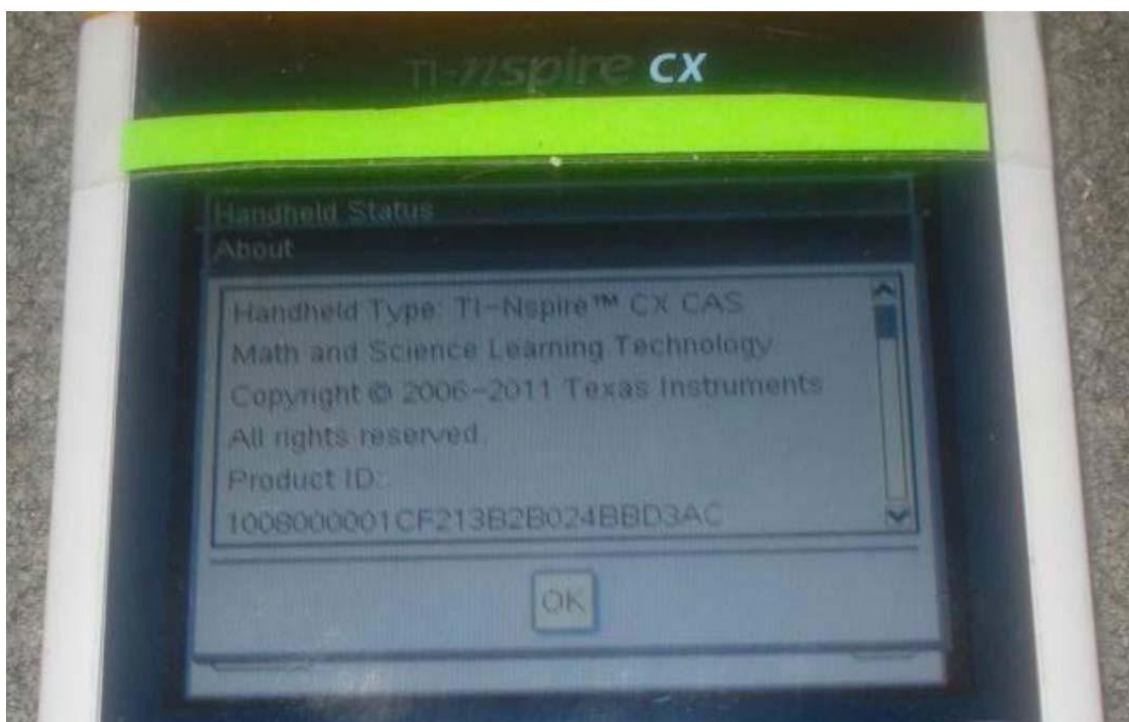 TI-nspire CX
Handheld Status
About
Handheld Type: TI-Nspire™ CX CAS
Math and Science Learning Technology
Copyright © 2006-2011 Texas Instruments
All rights reserved.
Product ID:
1008000001CF213B2B024BBD3AC
OK